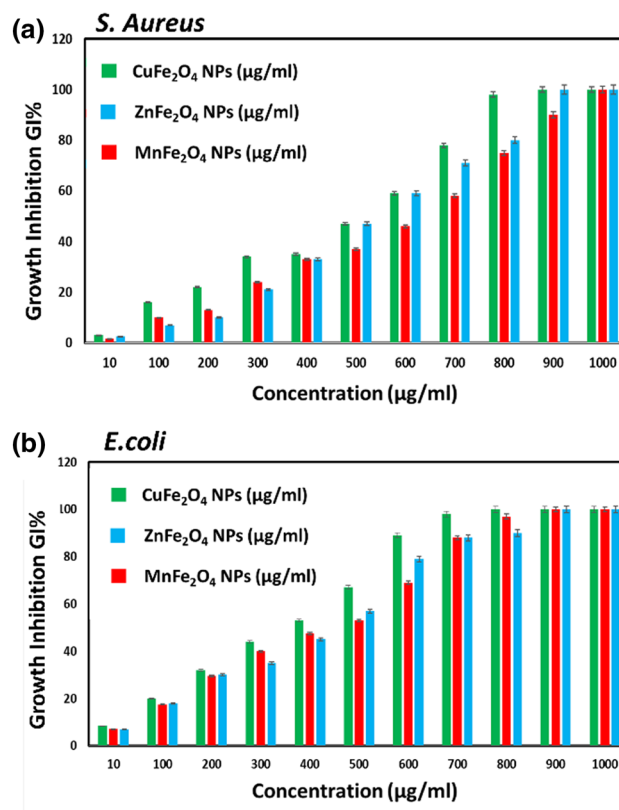 (a) S. Aureus
120
100
80
60
40
20
0
Growth Inhibition GI%
CuFe₂O₄ NPs (µg/ml)
ZnFe₂O₄ NPs (µg/ml)
MnFe₂O₄ NPs (µg/ml)
10 100 200 300 400 500 600 700 800 900 1000
Concentration (µg/ml)
(b) E.coli
120
100
80
60
40
20
0
Growth Inhibition GI%
CuFe₂O₄ NPs (µg/ml)
ZnFe₂O₄ NPs (µg/ml)
MnFe₂O₄ NPs (µg/ml)
10 100 200 300 400 500 600 700 800 900 1000
Concentration (µg/ml)